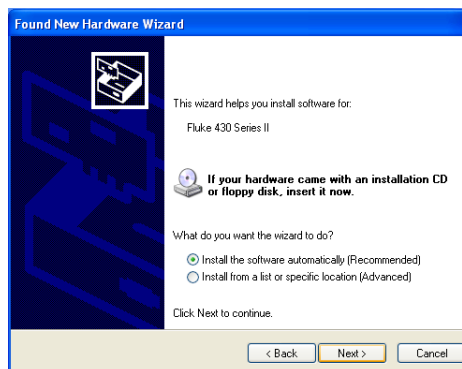 Found New Hardware Wizard
This wizard helps you install software for:
Fluke 430 Series II
If your hardware came with an installation CD
or floppy disk, insert it now.
What do you want the wizard to do?
Install the software automatically (Recommended)
Install from a list or specific location (Advanced)
Click Next to continue.
< Back
Next >
Cancel